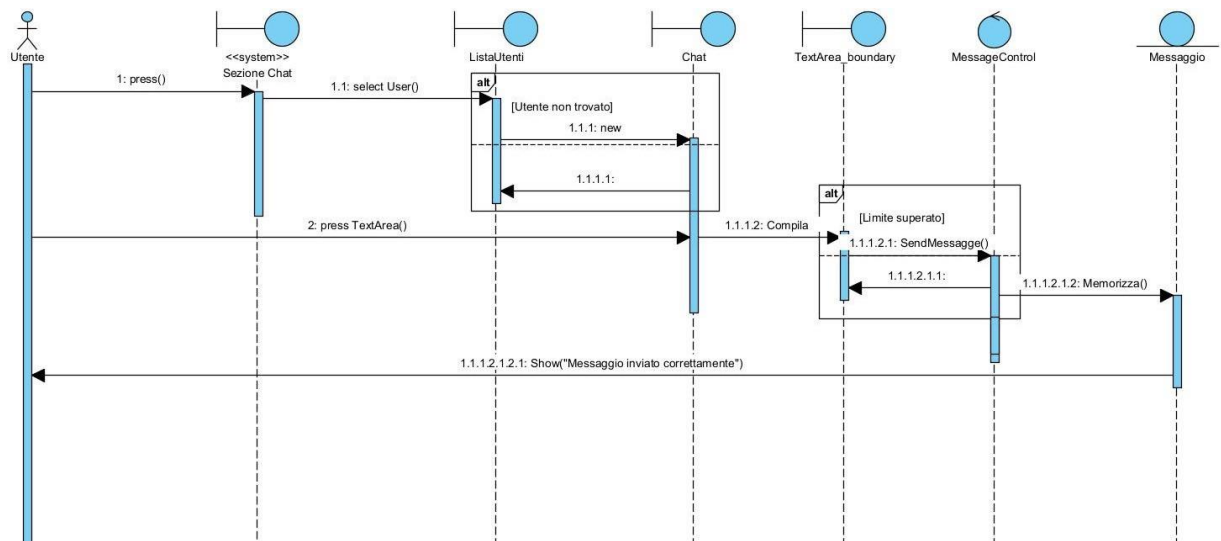 Utente
<<system>>
Sezione Chat
ListaUtenti
Chat
TextArea_boundary
MessageControl
Messaggio
1: press()
1.1: select User()
alt
[Utente non trovato]
1.1.1: new
1.1.1.1:
alt
[Limite superato]
2: press TextArea()
1.1.1.2: Compila
1.1.1.2.1: SendMessagge()
1.1.1.2.1.1:
1.1.1.2.1.2: Memorizza()
1.1.1.2.1.2.1: Show("Messaggio inviato correttamente")